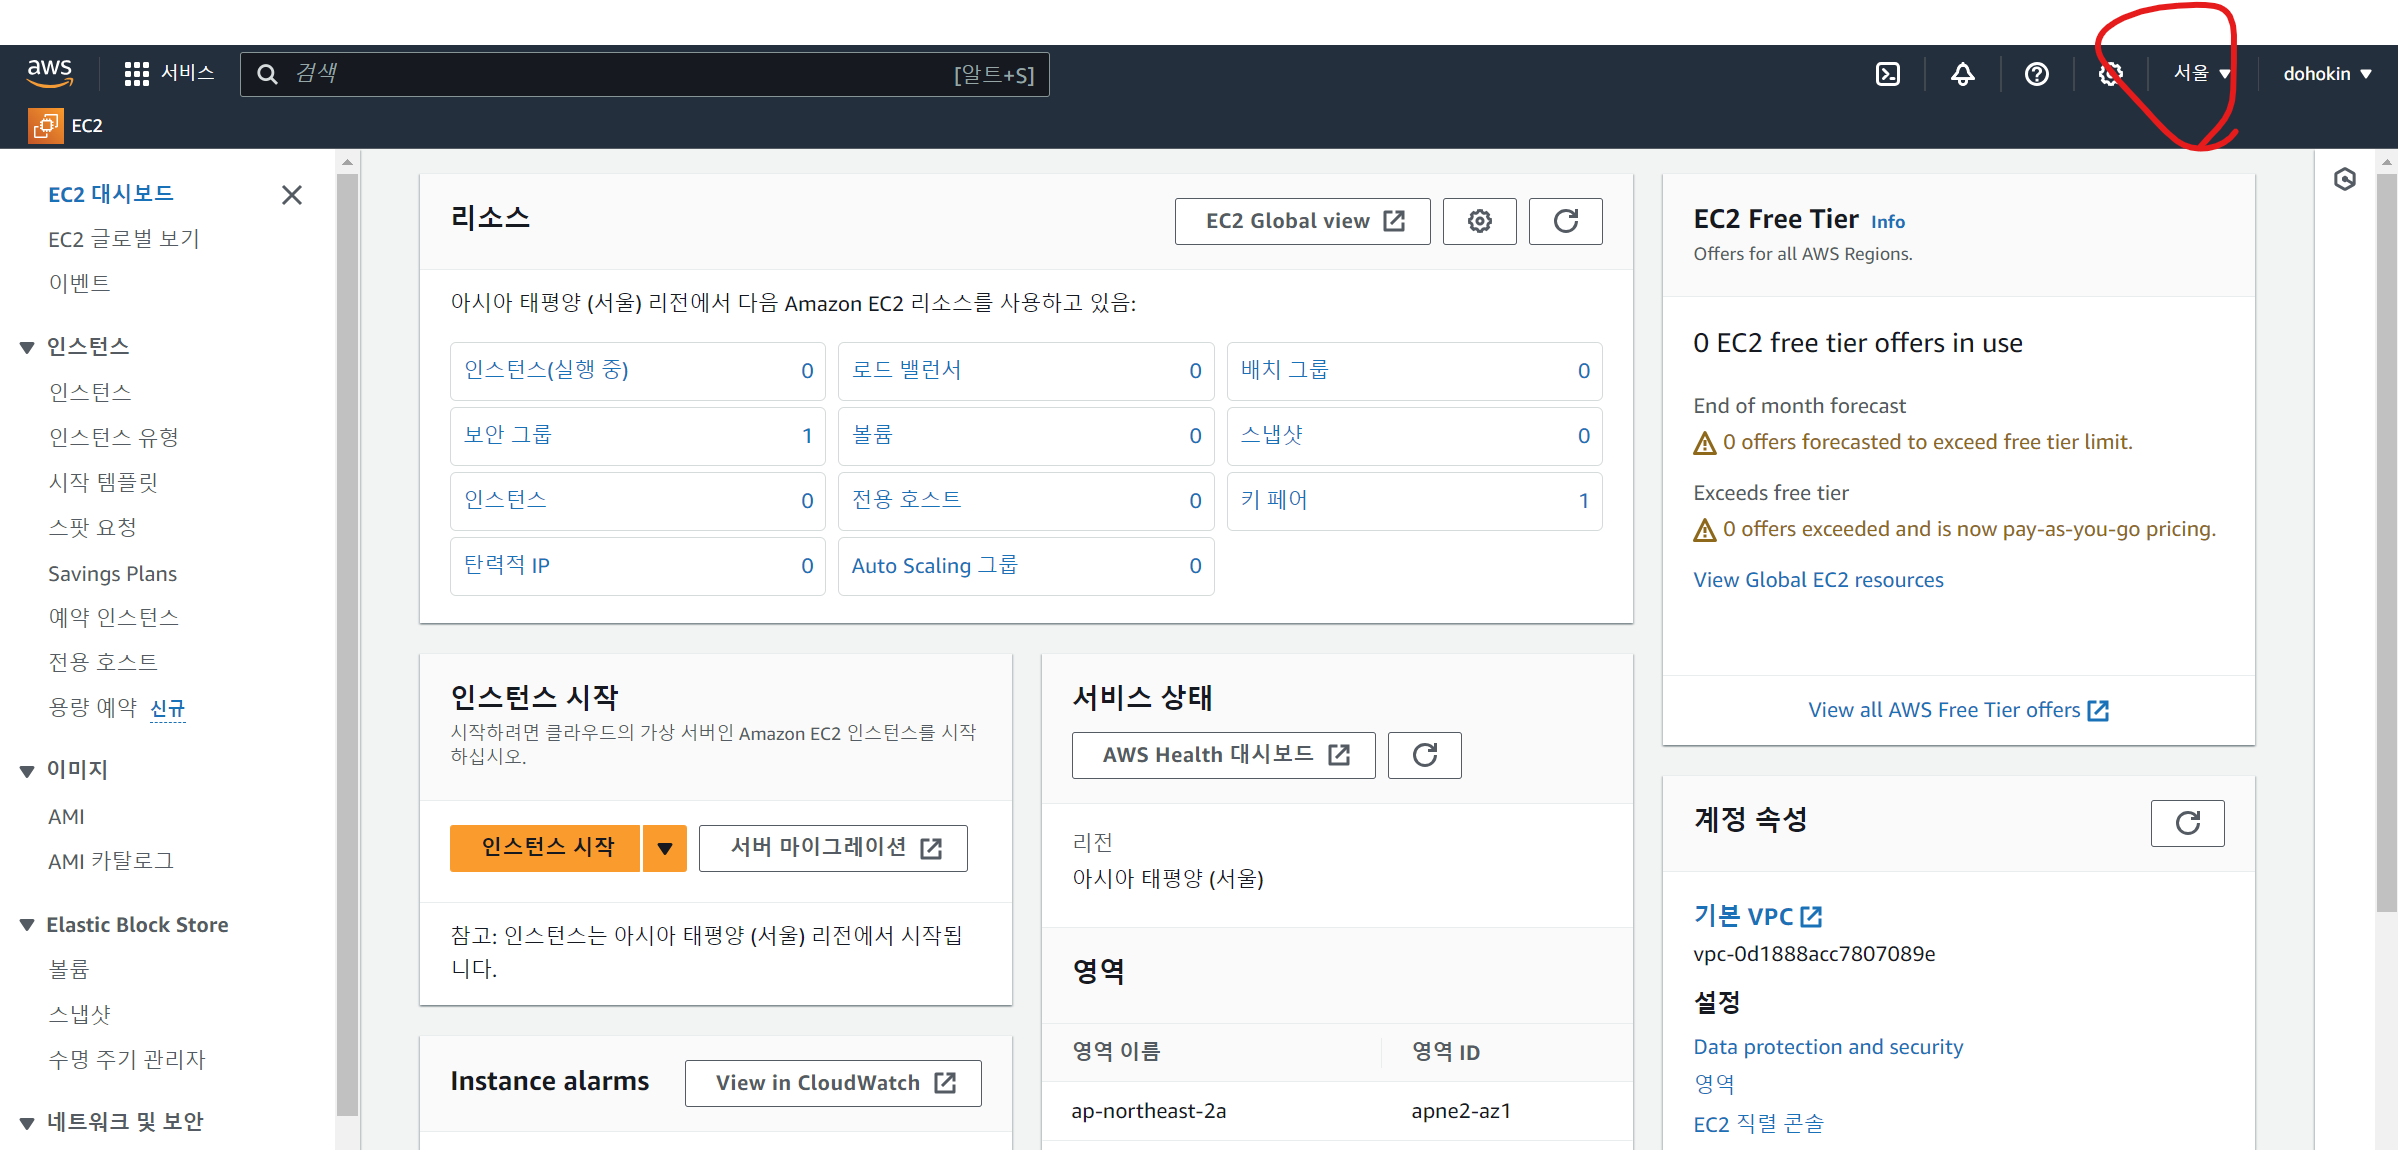 aws
서비스
검색
[알트+S]
서울
dohokin
EC2
EC2 대시보드
EC2 글로벌 보기
이벤트
인스턴스
인스턴스
인스턴스 유형
시작 템플릿
스팟 요청
Savings Plans
예약 인스턴스
전용 호스트
용량 예약 신규
이미지
AMI
AMI 카탈로그
Elastic Block Store
볼륨
스냅샷
수명 주기 관리자
네트워크 및 보안
리소스
EC2 Global view
아시아 태평양 (서울) 리전에서 다음 Amazon EC2 리소스를 사용하고 있음:
인스턴스(실행 중) 0
로드 밸런서 0
배치 그룹 0
보안 그룹 1
볼륨 0
스냅샷 0
인스턴스 0
전용 호스트 0
키 페어 1
탄력적 IP 0
Auto Scaling 그룹 0
인스턴스 시작
시작하려면 클라우드의 가상 서버인 Amazon EC2 인스턴스를 시작
하십시오.
인스턴스 시작
서버 마이그레이션
참고: 인스턴스는 아시아 태평양 (서울) 리전에서 시작됩
니다.
Instance alarms
View in CloudWatch
서비스 상태
AWS Health 대시보드
리전
아시아 태평양 (서울)
영역
영역 이름 영역 ID
ap-northeast-2a apne2-az1
EC2 Free Tier Info
Offers for all AWS Regions.
0 EC2 free tier offers in use
End of month forecast
0 offers forecasted to exceed free tier limit.
Exceeds free tier
0 offers exceeded and is now pay-as-you-go pricing.
View Global EC2 resources
View all AWS Free Tier offers
계정 속성
기본 VPC
vpc-0d1888acc7807089e
설정
Data protection and security
영역
EC2 직렬 콘솔